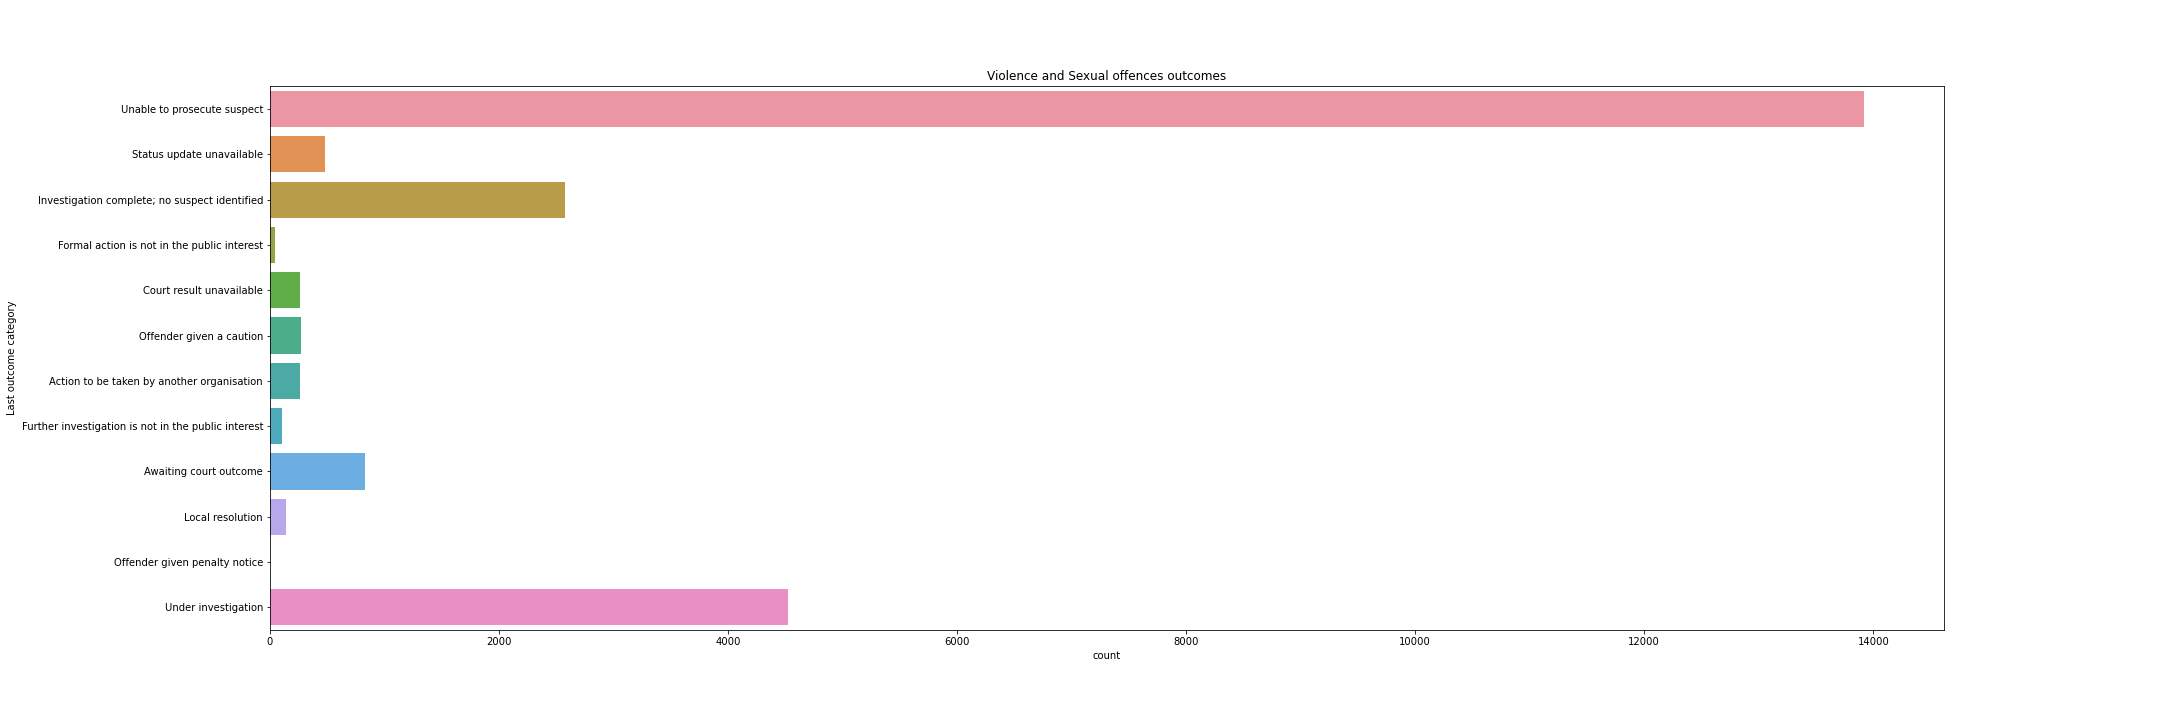 Violence and Sexual offences outcomes
Last outcome category
Unable to prosecute suspect
Status update unavailable
Investigation complete; no suspect identified
Formal action is not in the public interest
Court result unavailable
Offender given a caution
Action to be taken by another organisation
Further investigation is not in the public interest
Awaiting court outcome
Local resolution
Offender given penalty notice
Under investigation
0 2000 4000 6000 8000 10000 12000 14000
count